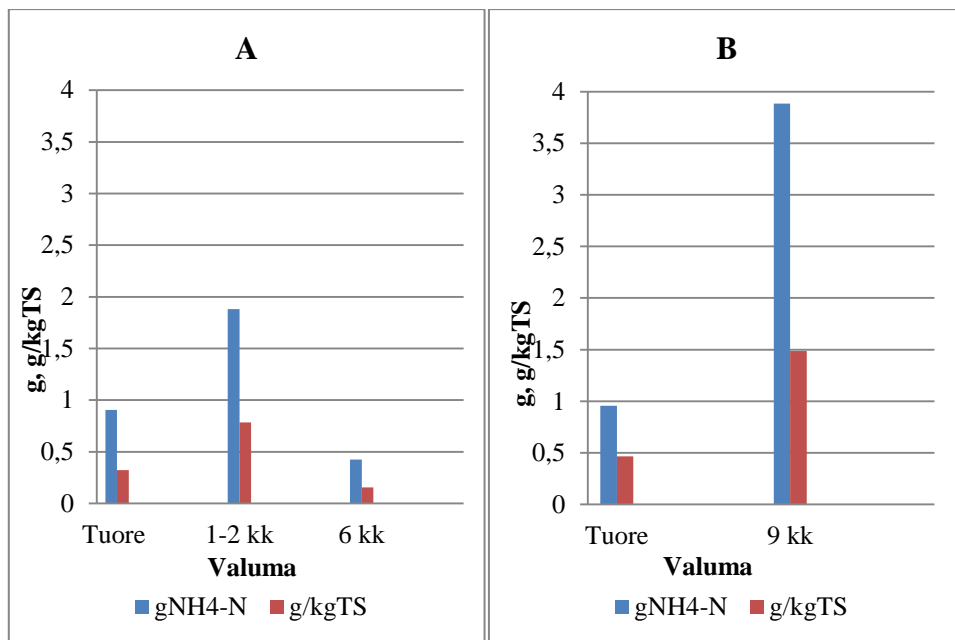 A
4
3,5
3
2,5
2
1,5
1
0,5
0
g, g/kgTS
Tuore 1-2 kk 6 kk
Valuma
gNH4-N g/kgTS
B
4
3,5
3
2,5
2
1,5
1
0,5
0
g, g/kgTS
Tuore 9 kk
Valuma
gNH4-N g/kgTS